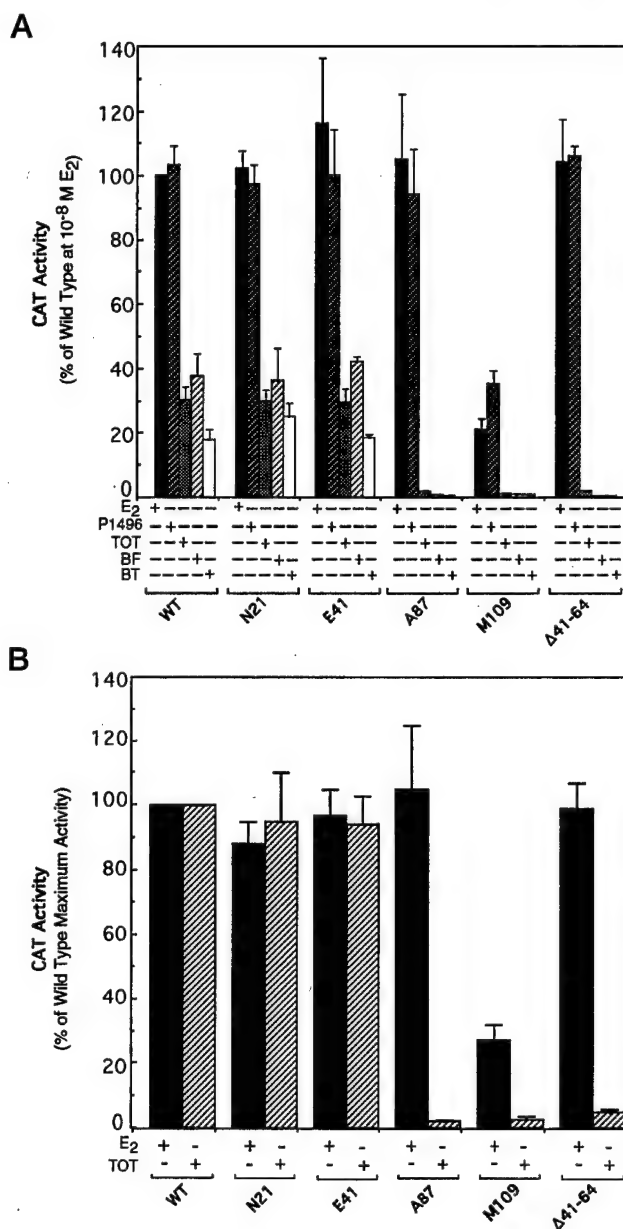 A
CAT Activity
(% of Wild Type at 10⁻⁸ M E₂)
140
120
100
80
60
40
20
0
E₂ +---- +---- +---- +---- +---- +----
P1496 -+--- -+--- -+--- -+--- -+--- -+---
TOT --+-- --+-- --+-- --+-- --+-- --+--
BF ---+- ---+- ---+- ---+- ---+- ---+-
BT ----+ ----+ ----+ ----+ ----+ ----+
WT N21 E41 A87 M109 Δ41-64
B
CAT Activity
(% of Wild Type Maximum Activity)
140
120
100
80
60
40
20
0
E₂ + - + - + - + - + - + -
TOT - + - + - + - + - + - +
WT N21 E41 A87 M109 Δ41-64